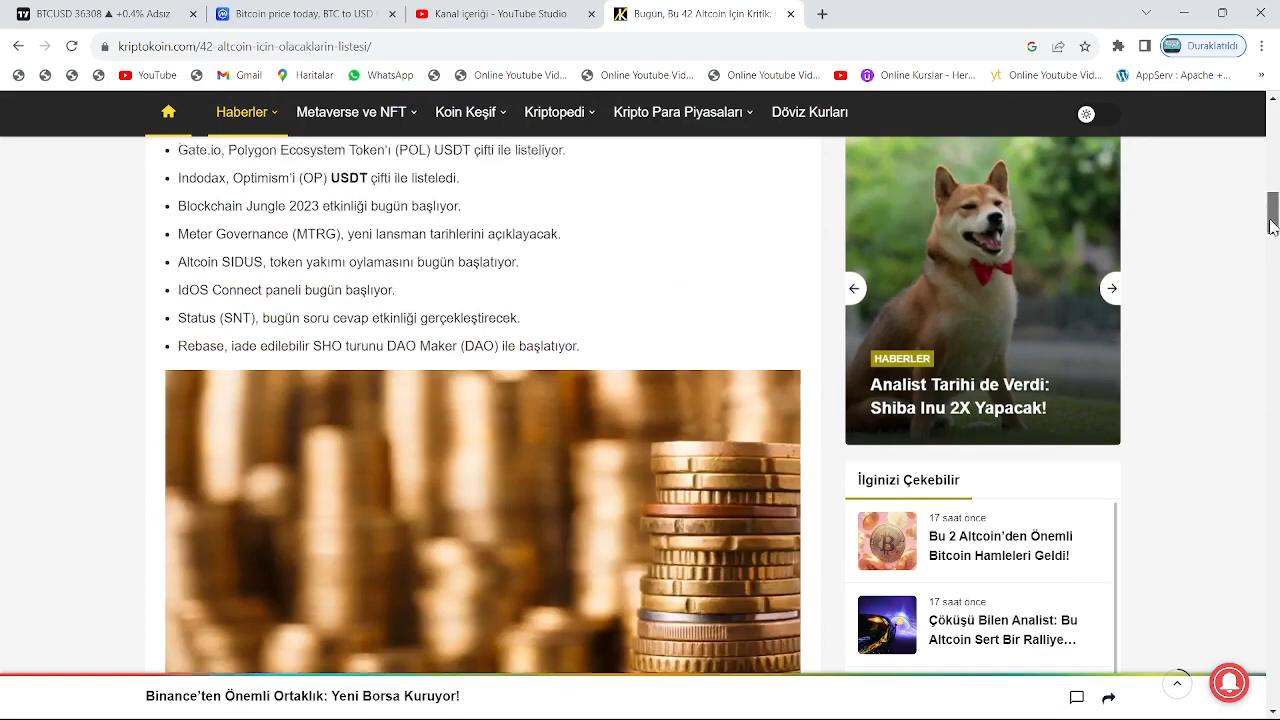 BTCUSD 36308 ▲ +0.4% Adsız
Bitcoin price today, BTC to USD
Kanal içeriği - YouTube Studio
Bugün, Bu 42 Altcoin İçin Kritik
kriptokoin.com/42-altcoin-icin-olacaklarin-listesi/
Duraklatıldı
YouTube
Gmail
Haritalar
WhatsApp
Online Youtube Vid...
Online Youtube Vid...
Online Youtube Vid...
Online Kurslar - Her...
Online Youtube Vid...
AppServ : Apache +...
Haberler
Metaverse ve NFT
Koin Keşif
Kriptopedi
Kripto Para Piyasaları
Döviz Kurları
Gate.io, Polygon Ecosystem Token'ı (POL) USDT çifti ile listeliyor.
Indodax, Optimism'i (OP) USDT çifti ile listeledi.
Blockchain Jungle 2023 etkinliği bugün başlıyor.
Meter Governance (MTRG), yeni lansman tarihlerini açıklayacak.
Altcoin SIDUS, token yakımı oylamasını bugün başlatıyor.
IdOS Connect paneli bugün başlıyor.
Status (SNT), bugün soru cevap etkinliği gerçekleştirecek.
Rebase, iade edilebilir SHO turunu DAO Maker (DAO) ile başlatıyor.
HABERLER
Analist Tarihi de Verdi:
Shiba Inu 2X Yapacak!
İlginizi Çekebilir
17 saat önce
Bu 2 Altcoin'den Önemli
Bitcoin Hamleleri Geldi!
17 saat önce
Çöküşü Bilen Analist: Bu
Altcoin Sert Bir Ralliye...
Binance'ten Önemli Ortaklık: Yeni Borsa Kuruyor!